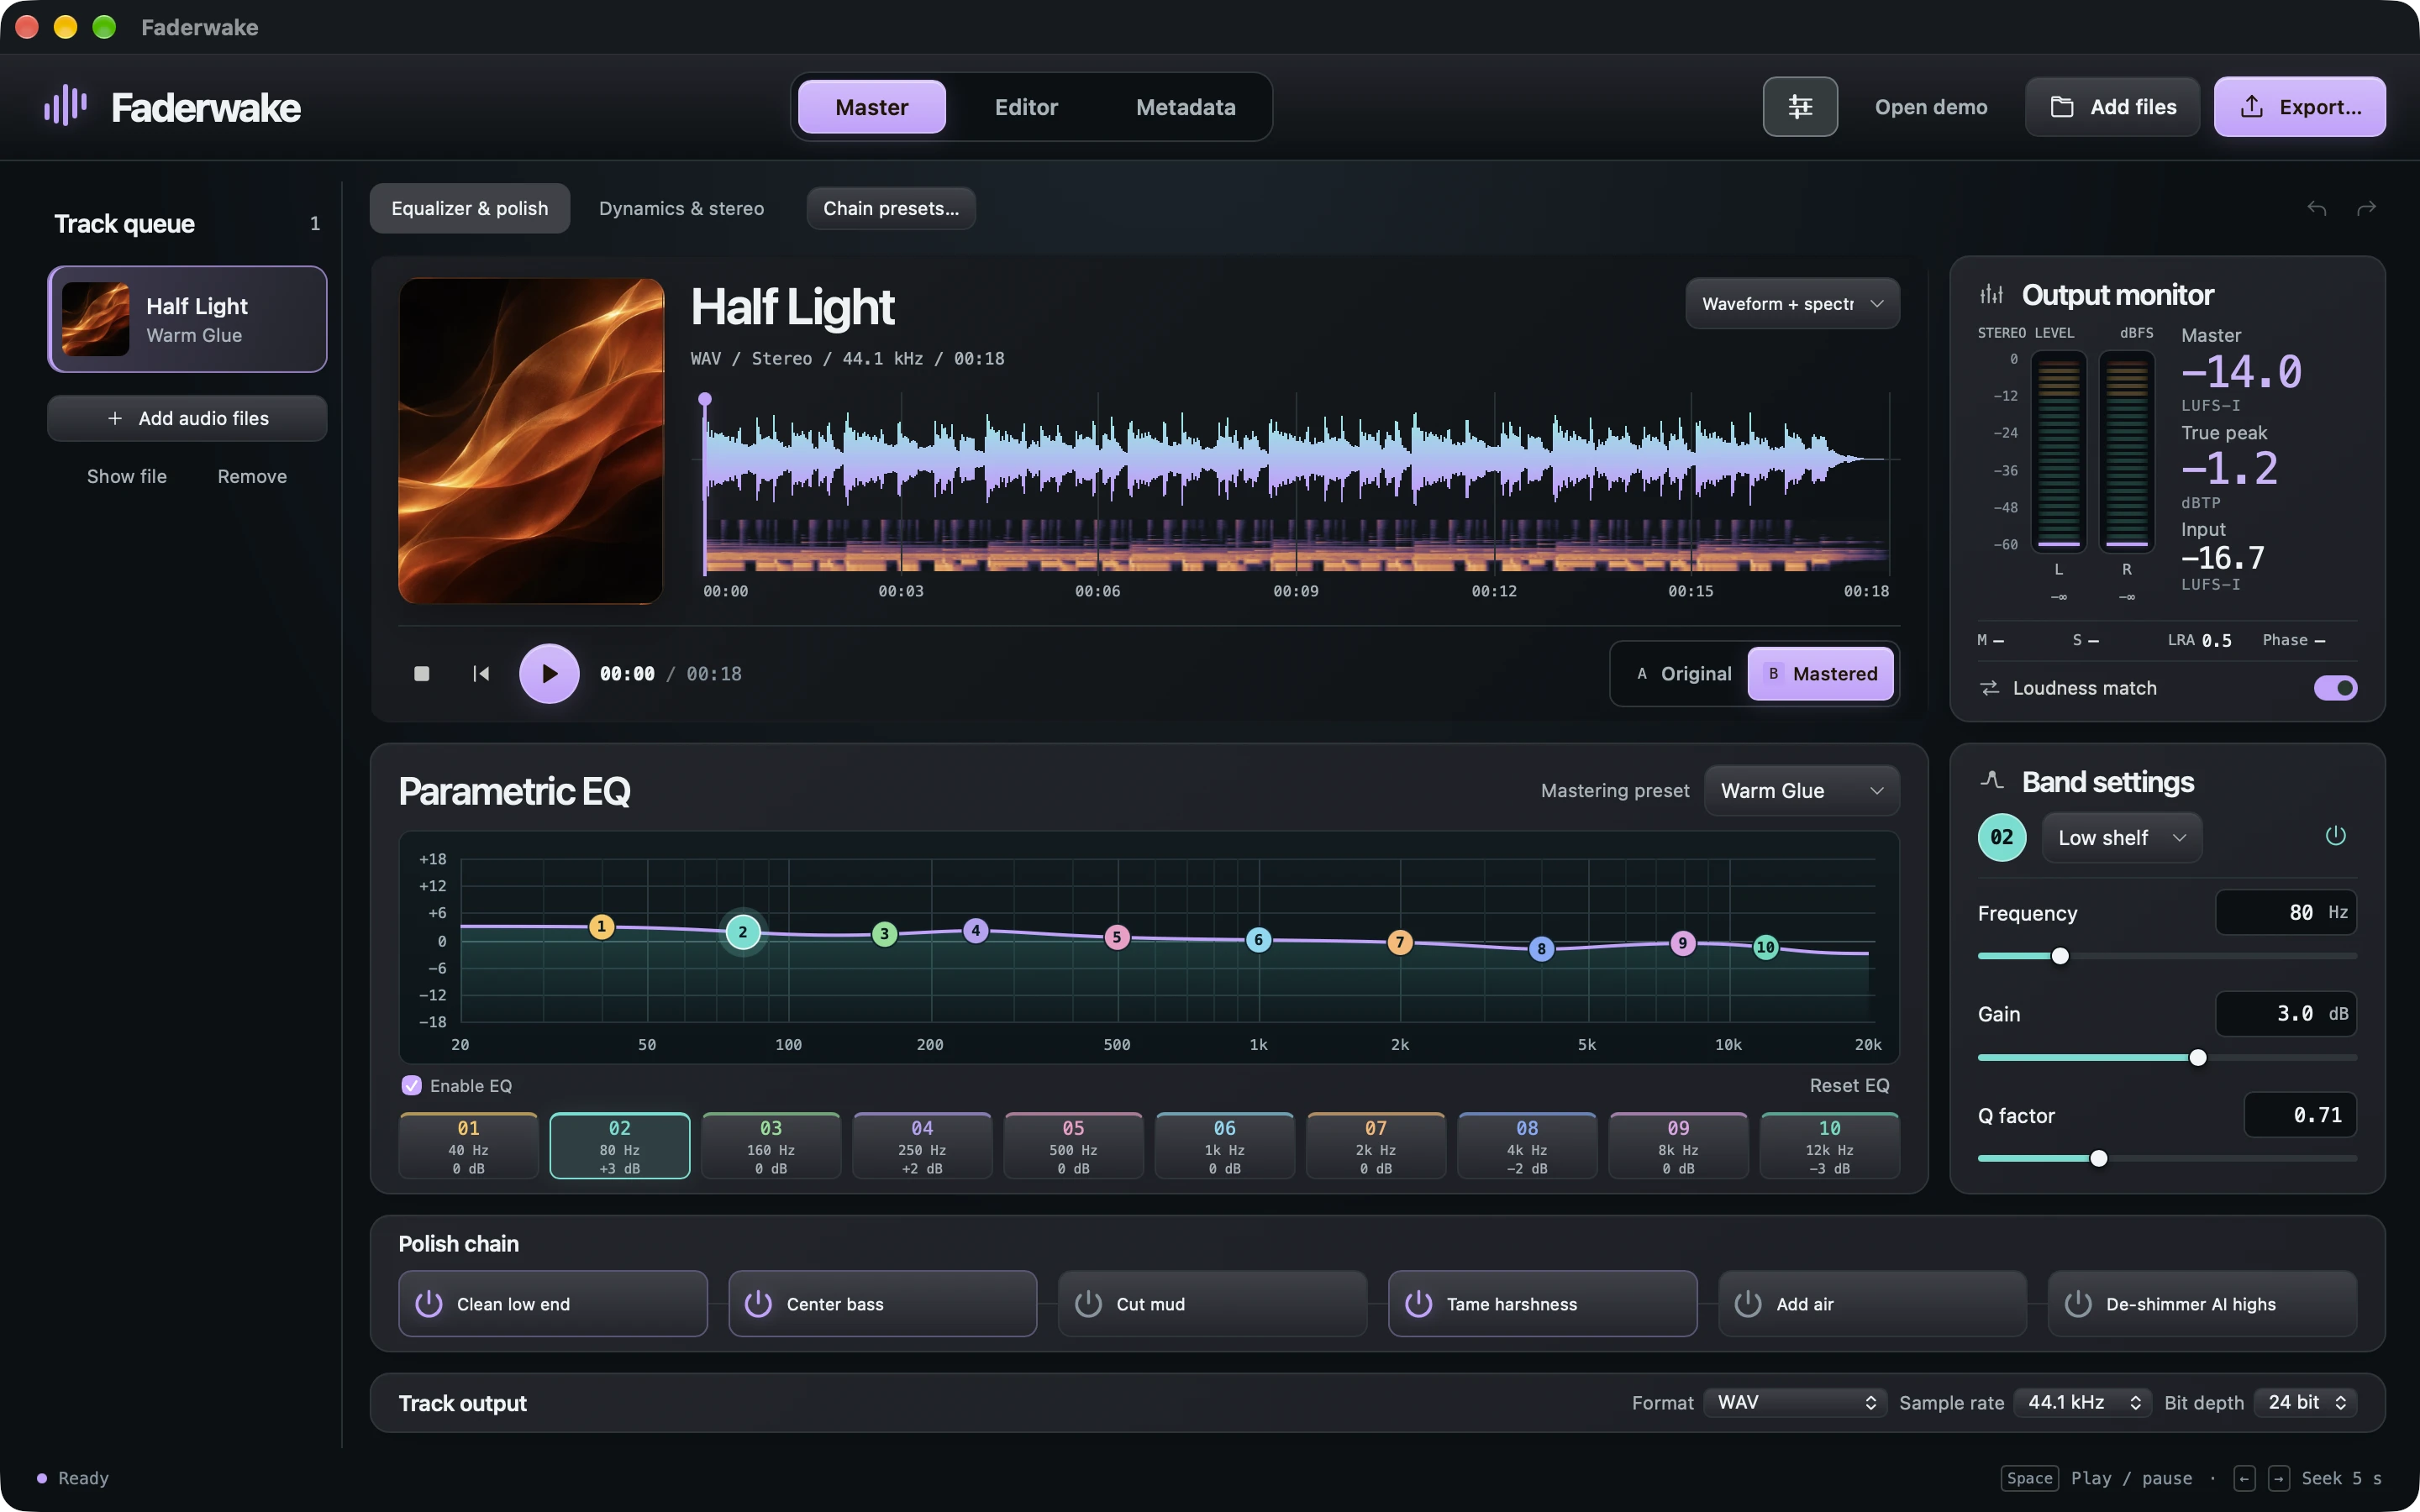 Faderwake
Faderwake
Master
Editor
Metadata
Open demo
Add files
Export...
Track queue
1
Half Light
Warm Glue
+ Add audio files
Show file
Remove
Equalizer & polish
Dynamics & stereo
Chain presets...
Half Light
WAV / Stereo / 44.1 kHz / 00:18
Waveform + spectr
00:00
00:03
00:06
00:09
00:12
00:15
00:18
00:00 / 00:18
A Original
B Mastered
Output monitor
STEREO LEVEL
dBFS
0
−12
−24
−36
−48
−60
L
R
−∞
−∞
Master
−14.0
LUFS-I
True peak
−1.2
dBTP
Input
−16.7
LUFS-I
M –
S –
LRA 0.5
Phase –
Loudness match
Parametric EQ
Mastering preset
Warm Glue
+18
+12
+6
0
−6
−12
−18
1
2
3
4
5
6
7
8
9
10
20
50
100
200
500
1k
2k
5k
10k
20k
Enable EQ
Reset EQ
01
40 Hz
0 dB
02
80 Hz
+3 dB
03
160 Hz
0 dB
04
250 Hz
+2 dB
05
500 Hz
0 dB
06
1k Hz
0 dB
07
2k Hz
0 dB
08
4k Hz
−2 dB
09
8k Hz
0 dB
10
12k Hz
−3 dB
Band settings
02
Low shelf
Frequency
80 Hz
Gain
3.0 dB
Q factor
0.71
Polish chain
Clean low end
Center bass
Cut mud
Tame harshness
Add air
De-shimmer AI highs
Track output
Format
WAV
Sample rate
44.1 kHz
Bit depth
24 bit
Ready
Space Play / pause · ← → Seek 5 s